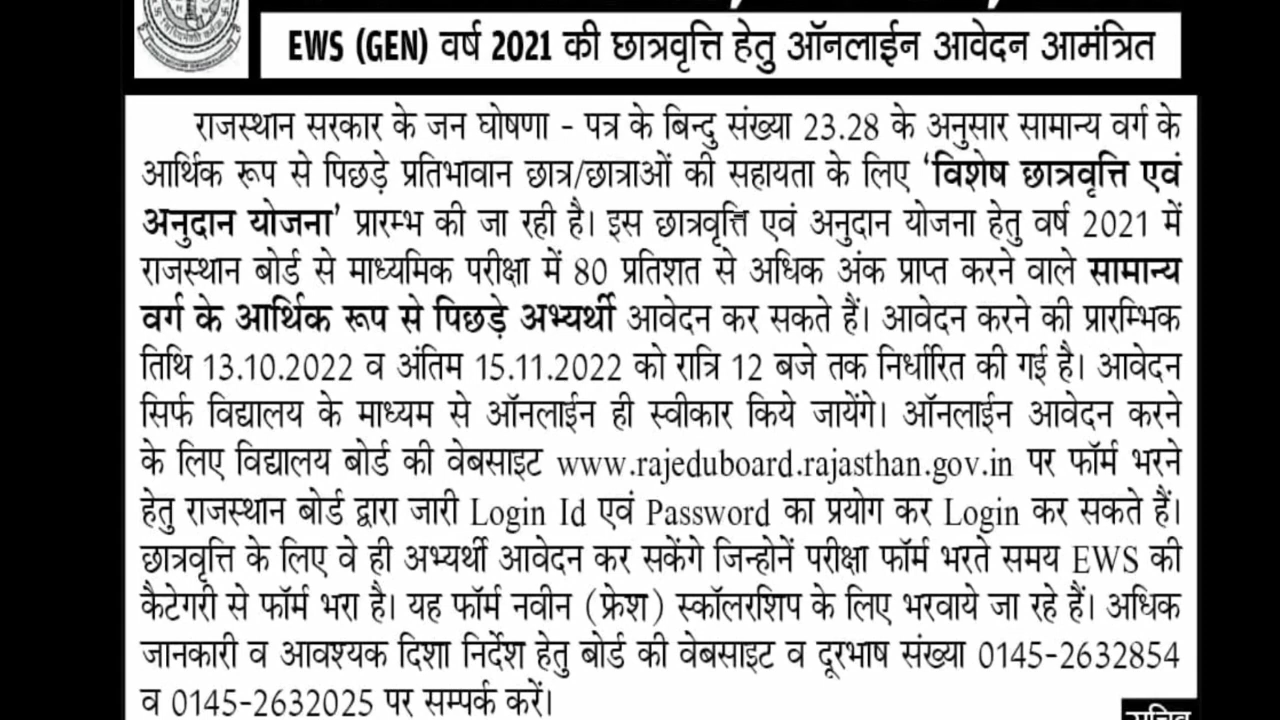 EWS (GEN) वर्ष 2021 की छात्रवृत्ति हेतु ऑनलाईन आवेदन आमंत्रित
राजस्थान सरकार के जन घोषणा - पत्र के बिन्दु संख्या 23.28 के अनुसार सामान्य वर्ग के
आर्थिक रूप से पिछड़े प्रतिभावान छात्र/छात्राओं की सहायता के लिए ‘विशेष छात्रवृत्ति एवं
अनुदान योजना’ प्रारम्भ की जा रही है। इस छात्रवृत्ति एवं अनुदान योजना हेतु वर्ष 2021 में
राजस्थान बोर्ड से माध्यमिक परीक्षा में 80 प्रतिशत से अधिक अंक प्राप्त करने वाले सामान्य
वर्ग के आर्थिक रूप से पिछड़े अभ्यर्थी आवेदन कर सकते हैं। आवेदन करने की प्रारम्भिक
तिथि 13.10.2022 व अंतिम 15.11.2022 को रात्रि 12 बजे तक निर्धारित की गई है। आवेदन
सिर्फ विद्यालय के माध्यम से ऑनलाईन ही स्वीकार किये जायेंगे। ऑनलाईन आवेदन करने
के लिए विद्यालय बोर्ड की वेबसाइट www.rajeduboard.rajasthan.gov.in पर फॉर्म भरने
हेतु राजस्थान बोर्ड द्वारा जारी Login Id एवं Password का प्रयोग कर Login कर सकते हैं।
छात्रवृत्ति के लिए वे ही अभ्यर्थी आवेदन कर सकेंगे जिन्होनें परीक्षा फॉर्म भरते समय EWS की
कैटेगरी से फॉर्म भरा है। यह फॉर्म नवीन (फ्रेश) स्कॉलरशिप के लिए भरवाये जा रहे हैं। अधिक
जानकारी व आवश्यक दिशा निर्देश हेतु बोर्ड की वेबसाइट व दूरभाष संख्या 0145-2632854
व 0145-2632025 पर सम्पर्क करें।